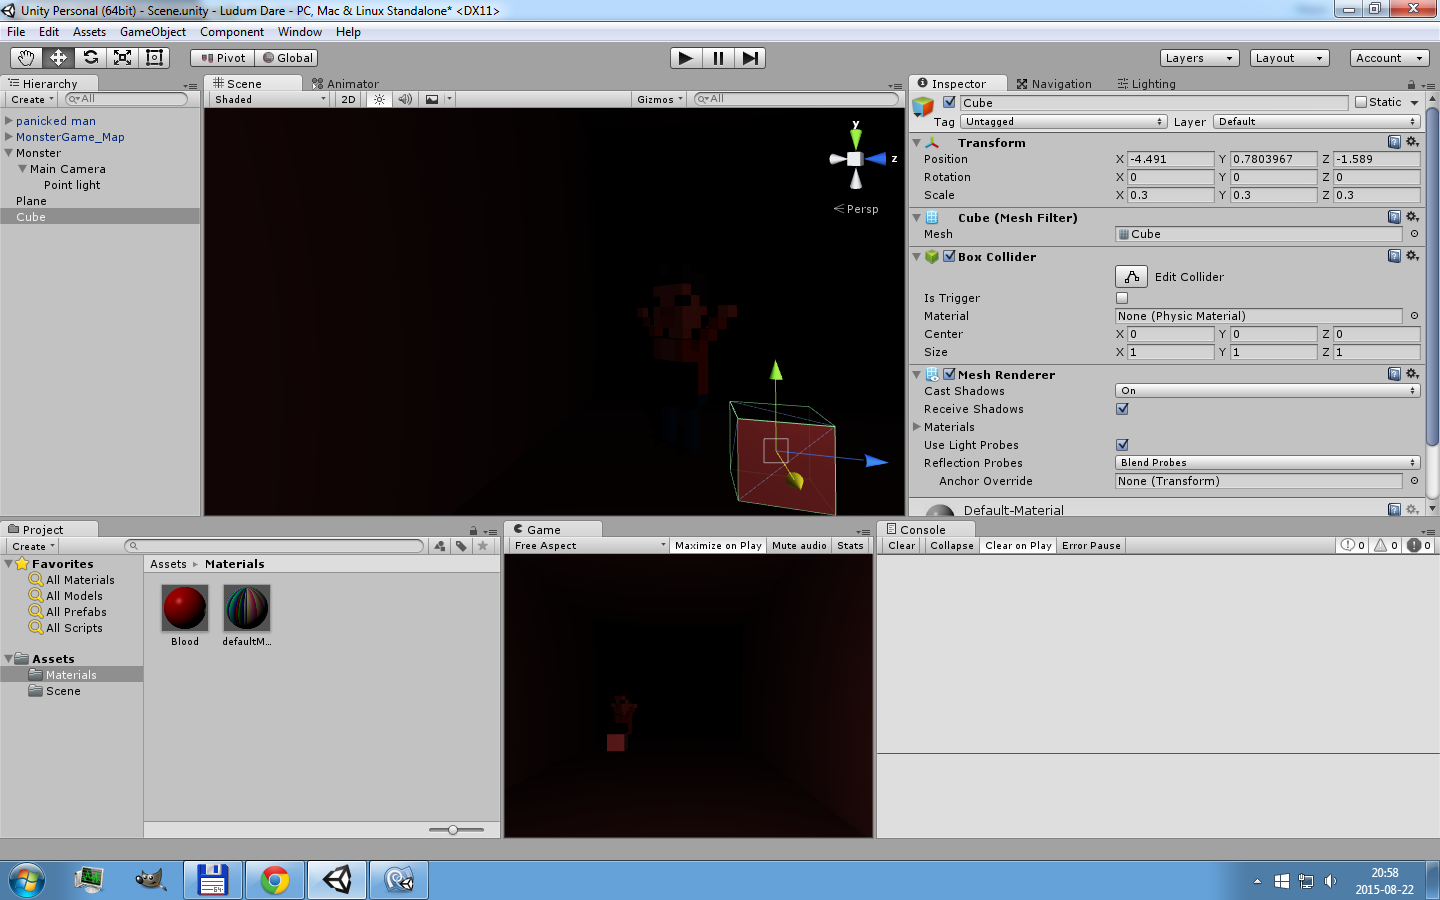 Unity Personal (64bit) - Scene.unity - Ludum Dare - PC, Mac & Linux Standalone* <DX11>
File Edit Assets GameObject Component Window Help
Pivot Global Layers Layout Account
Hierarchy
Create All
panicked man
MonsterGame_Map
Monster
Main Camera
Point light
Plane
Cube
Scene Animator
Shaded 2D Gizmos All
y
z
Persp
Inspector Navigation Lighting
Cube Static
Tag Untagged Layer Default
Transform
Position X -4.491 Y 0.7803967 Z -1.589
Rotation X 0 Y 0 Z 0
Scale X 0.3 Y 0.3 Z 0.3
Cube (Mesh Filter)
Mesh Cube
Box Collider
Edit Collider
Is Trigger
Material None (Physic Material)
Center X 0 Y 0 Z 0
Size X 1 Y 1 Z 1
Mesh Renderer
Cast Shadows On
Receive Shadows
Materials
Use Light Probes
Reflection Probes Blend Probes
Anchor Override None (Transform)
Default-Material
Project
Create
Favorites
All Materials
All Models
All Prefabs
All Scripts
Assets
Materials
Scene
Assets ▸ Materials
Blood defaultM...
Game
Free Aspect Maximize on Play Mute audio Stats
Console
Clear Collapse Clear on Play Error Pause 0 0 0
64
20:58
2015-08-22